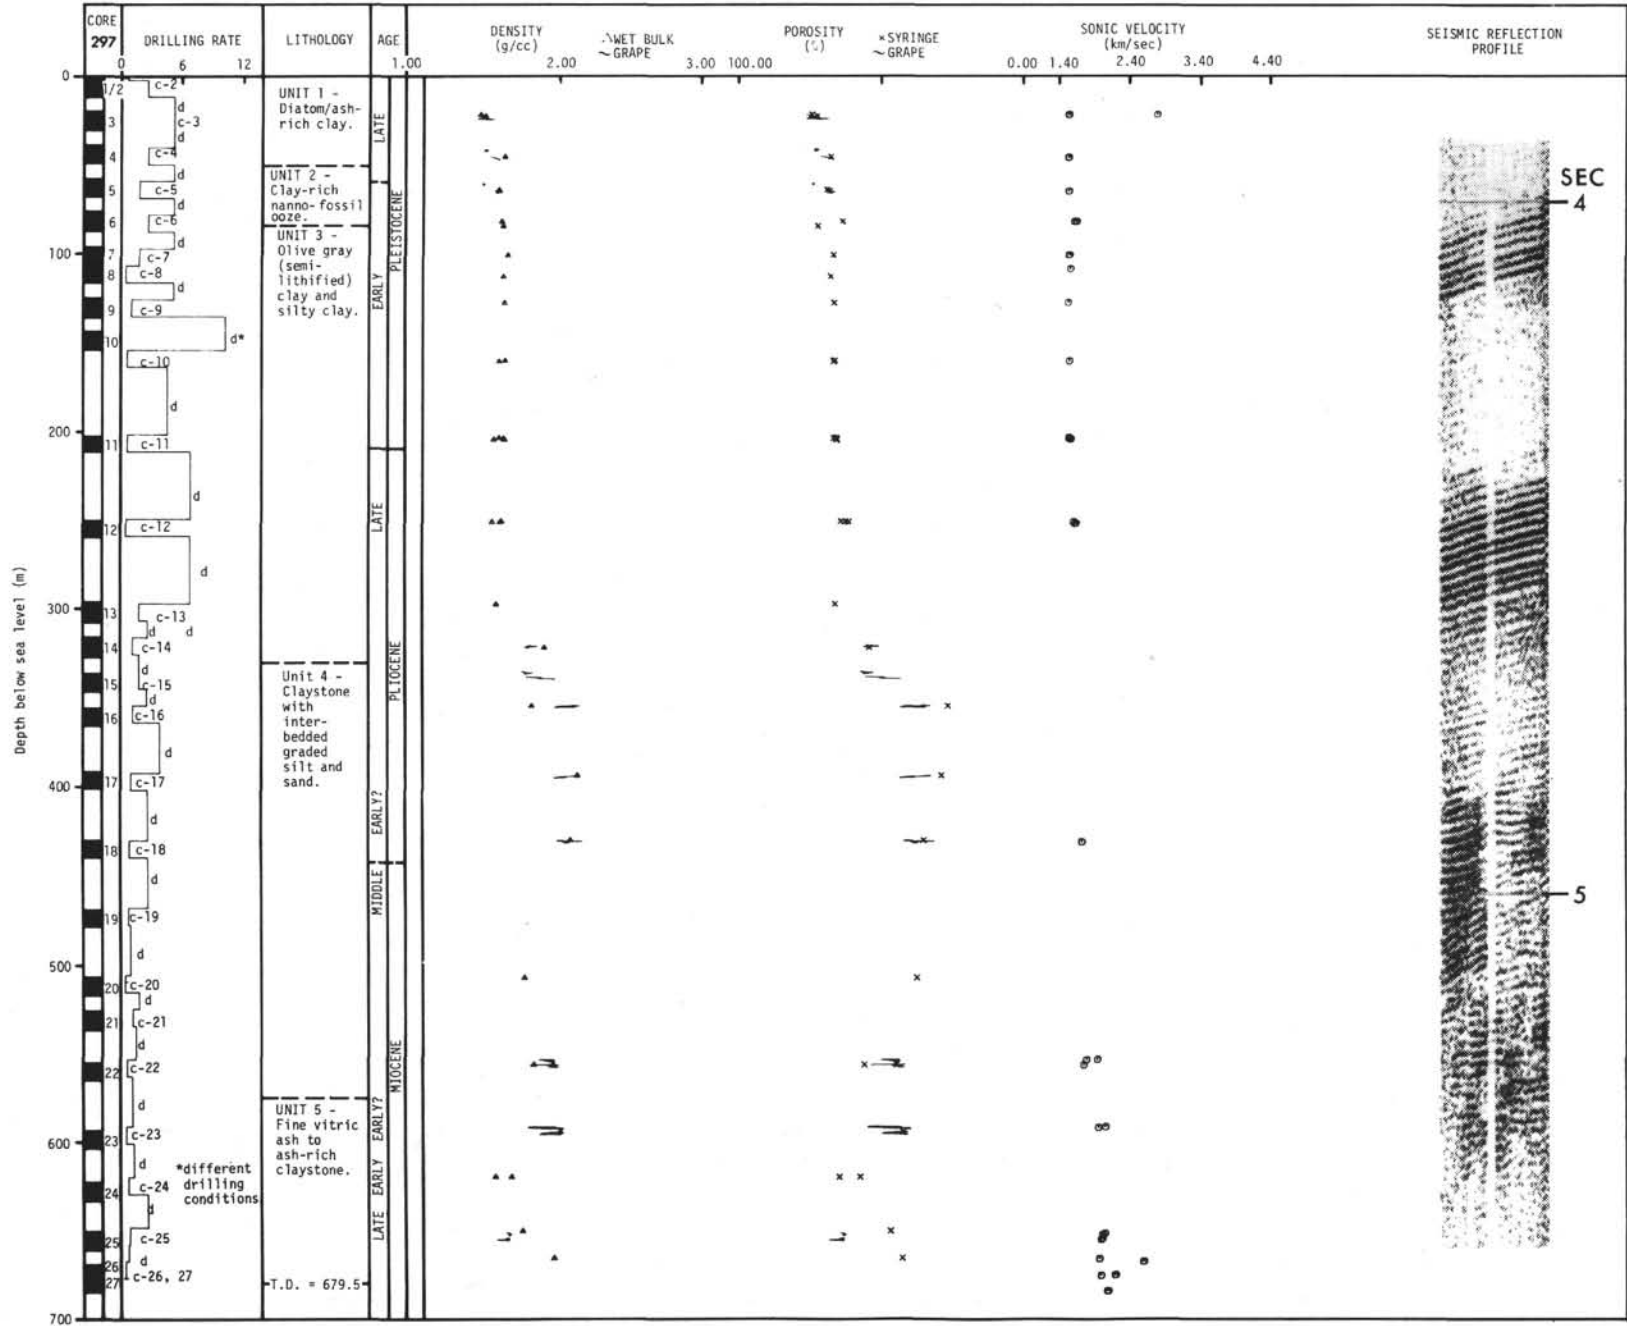 CORE
297
DRILLING RATE
LITHOLOGY
AGE
DENSITY
(g/cc)
WET BULK
GRAPE
POROSITY
SYRINGE
GRAPE
SONIC VELOCITY
(km/sec)
SEISMIC REFLECTION
PROFILE
0 6 12
1.00 2.00 3.00
100.00 0.00
1.40 2.40 3.40 4.40
Depth below sea level (m)
0
100
200
300
400
500
600
700
1/2
3
4
5
6
7
8
9
10
11
12
13
14
15
16
17
18
19
20
21
22
23
24
25
26
27
c-2
d
c-3
d
c-4
d
c-5
d
c-6
d
c-7
c-8
d
c-9
d*
c-10
d
c-11
d
c-12
d
c-13
d d
c-14
d
c-15
d
c-16
d
c-17
d
c-18
d
c-19
d
c-20
d
c-21
d
c-22
d
c-23
d
c-24
d
c-25
d
c-26, 27
*different
drilling
conditions
UNIT 1 -
Diatom/ash-
rich clay.
UNIT 2 -
Clay-rich
nanno-fossil
ooze.
UNIT 3 -
Olive gray
(semi-
lithified)
clay and
silty clay.
Unit 4 -
Claystone
with
inter-
bedded
graded
silt and
sand.
UNIT 5 -
Fine vitric
ash to
ash-rich
claystone.
T.D. = 679.5
LATE
EARLY
PLEISTOCENE
LATE
EARLY?
PLIOCENE
MIDDLE
EARLY?
EARLY
LATE
MIOCENE
SEC
4
5